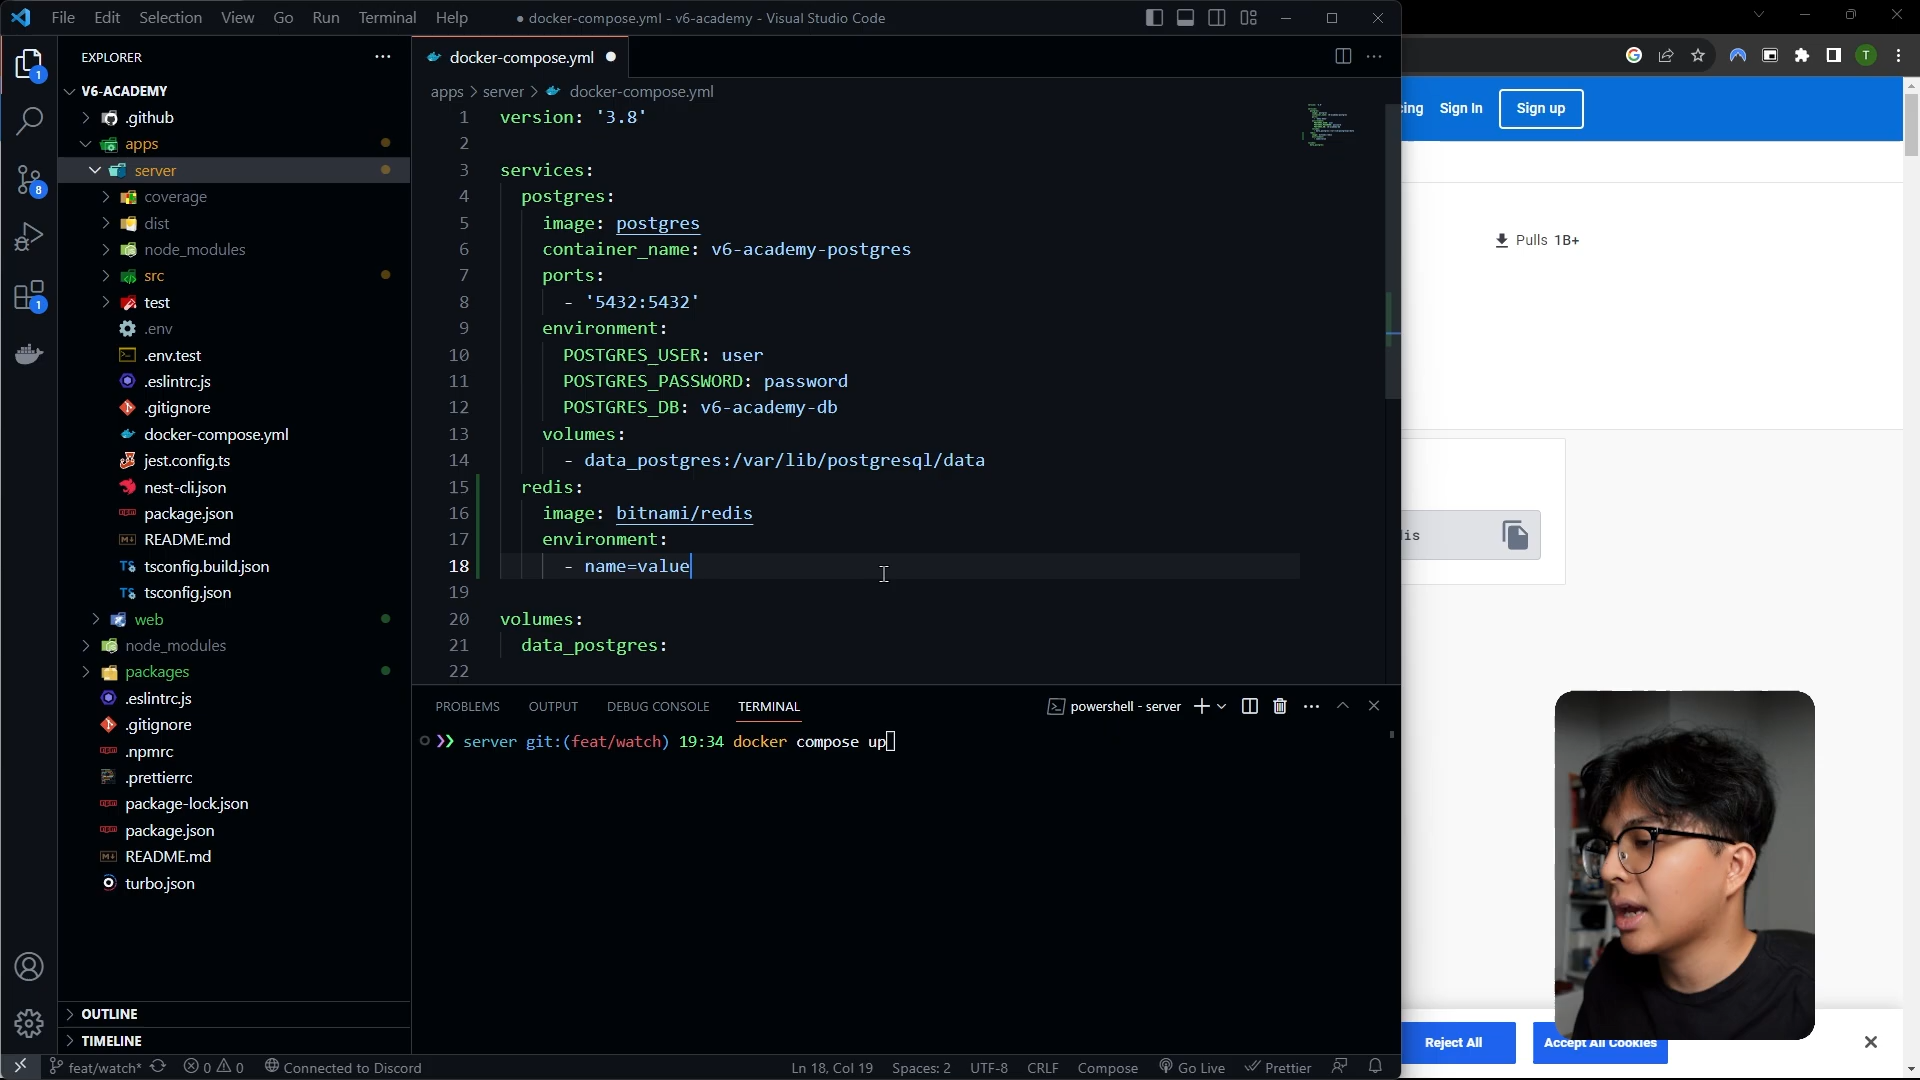 File Edit Selection View Go Run Terminal Help
● docker-compose.yml - v6-academy - Visual Studio Code
EXPLORER
V6-ACADEMY
.github
apps
server
coverage
dist
node_modules
src
test
.env
.env.test
.eslintrc.js
.gitignore
docker-compose.yml
jest.config.ts
nest-cli.json
package.json
README.md
tsconfig.build.json
tsconfig.json
web
node_modules
packages
.eslintrc.js
.gitignore
.npmrc
.prettierrc
package-lock.json
package.json
README.md
turbo.json
OUTLINE
TIMELINE
1
8
1
docker-compose.yml
apps > server > docker-compose.yml
1 version: '3.8'
2
3 services:
4 postgres:
5 image: postgres
6 container_name: v6-academy-postgres
7 ports:
8 - '5432:5432'
9 environment:
10 POSTGRES_USER: user
11 POSTGRES_PASSWORD: password
12 POSTGRES_DB: v6-academy-db
13 volumes:
14 - data_postgres:/var/lib/postgresql/data
15 redis:
16 image: bitnami/redis
17 environment:
18 - name=value
19
20 volumes:
21 data_postgres:
22
PROBLEMS OUTPUT DEBUG CONSOLE TERMINAL
powershell - server
❯❯ server git:(feat/watch) 19:34 docker compose up
feat/watch* 0 0 Connected to Discord
Ln 18, Col 19 Spaces: 2 UTF-8 CRLF Compose Go Live Prettier
T
ing Sign In Sign up
Pulls 1B+
lis
Reject All
Accept All Cookies